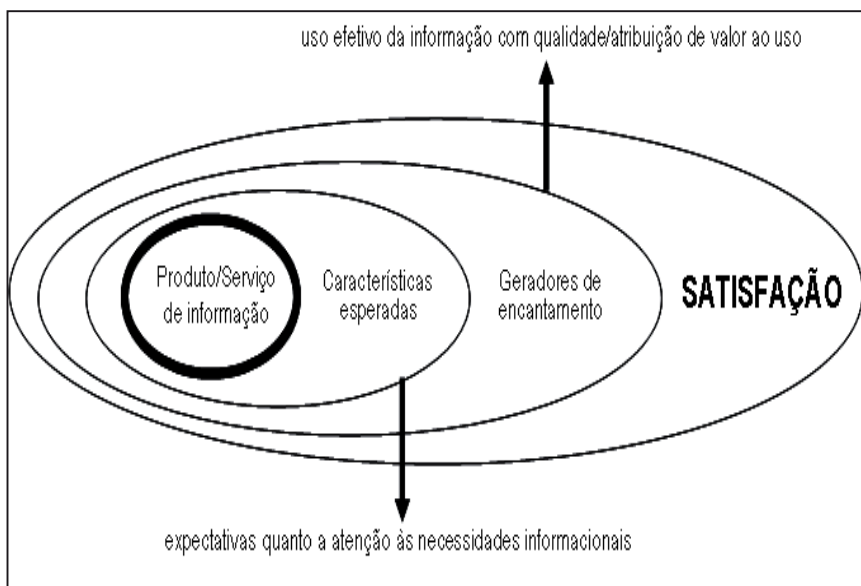 uso efetivo da informação com qualidade/atribuição de valor ao uso
Produto/Serviço
de informação
Características
esperadas
Geradores de
encantamento
SATISFAÇÃO
expectativas quanto a atenção às necessidades informacionais